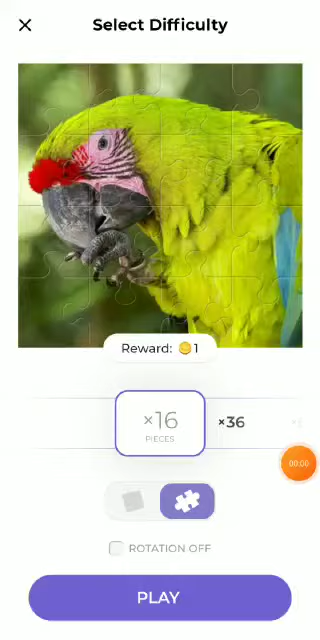 Select Difficulty
Reward: 1
×16
PIECES
×36
00:00
ROTATION OFF
PLAY